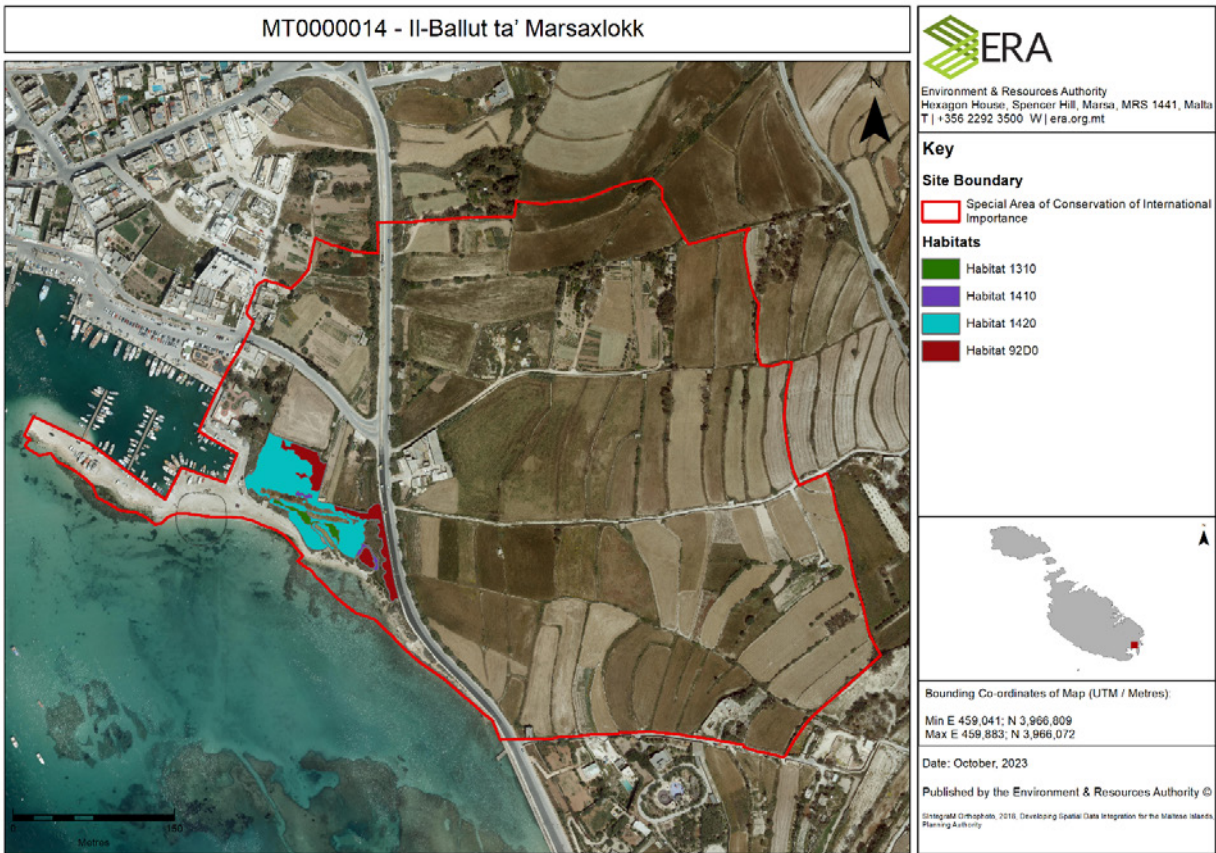 MT0000014 - Il-Ballut ta' Marsaxlokk
N
0
150
Metres
ERA
Environment & Resources Authority
Hexagon House, Spencer Hill, Marsa, MRS 1441, Malta
T | +356 2292 3500 W | era.org.mt
Key
Site Boundary
Special Area of Conservation of International
Importance
Habitats
Habitat 1310
Habitat 1410
Habitat 1420
Habitat 92D0
Bounding Co-ordinates of Map (UTM / Metres):
Min E 459,041; N 3,966,809
Max E 459,883; N 3,966,072
Date: October, 2023
Published by the Environment & Resources Authority ©
SIntegraM Orthophoto, 2018, Developing Spatial Data Integration for the Maltese Islands,
Planning Authority